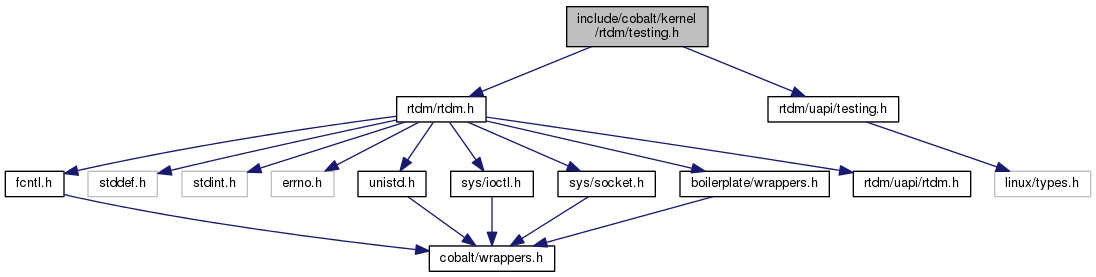 include/cobalt/kernel
/rtdm/testing.h
rtdm/rtdm.h
rtdm/uapi/testing.h
fcntl.h
stddef.h
stdint.h
errno.h
unistd.h
sys/ioctl.h
sys/socket.h
boilerplate/wrappers.h
rtdm/uapi/rtdm.h
linux/types.h
cobalt/wrappers.h